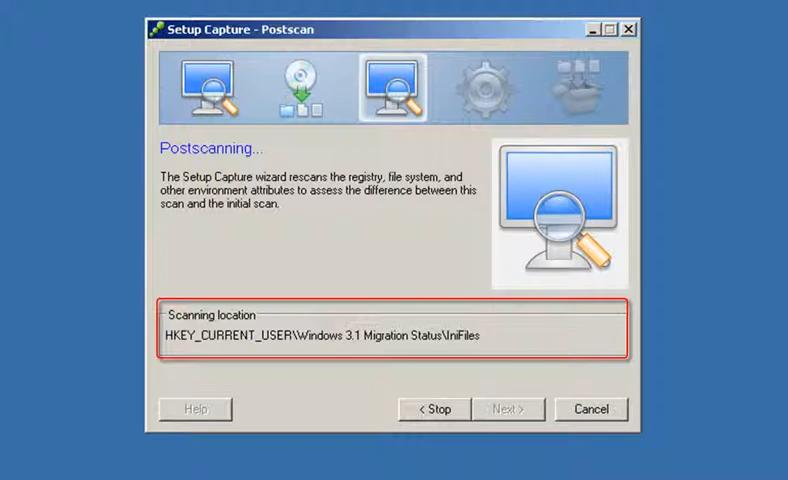 Setup Capture - Postscan
Postscanning...
The Setup Capture wizard rescans the registry, file system, and
other environment attributes to assess the difference between this
scan and the initial scan.
Scanning location
HKEY_CURRENT_USER\Windows 3.1 Migration Status\IniFiles
Help
< Stop
Next >
Cancel